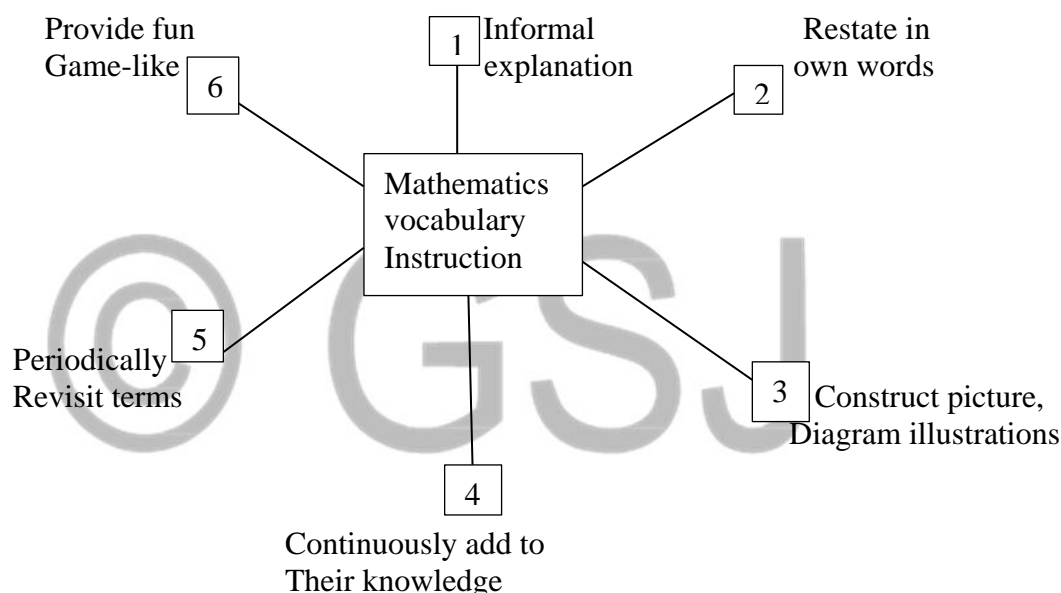 Provide fun
Game-like
6
1
Informal
explanation
Restate in
own words
2
Mathematics
vocabulary
Instruction
5
Periodically
Revisit terms
3
Construct picture,
Diagram illustrations
4
Continuously add to
Their knowledge
© GSJ